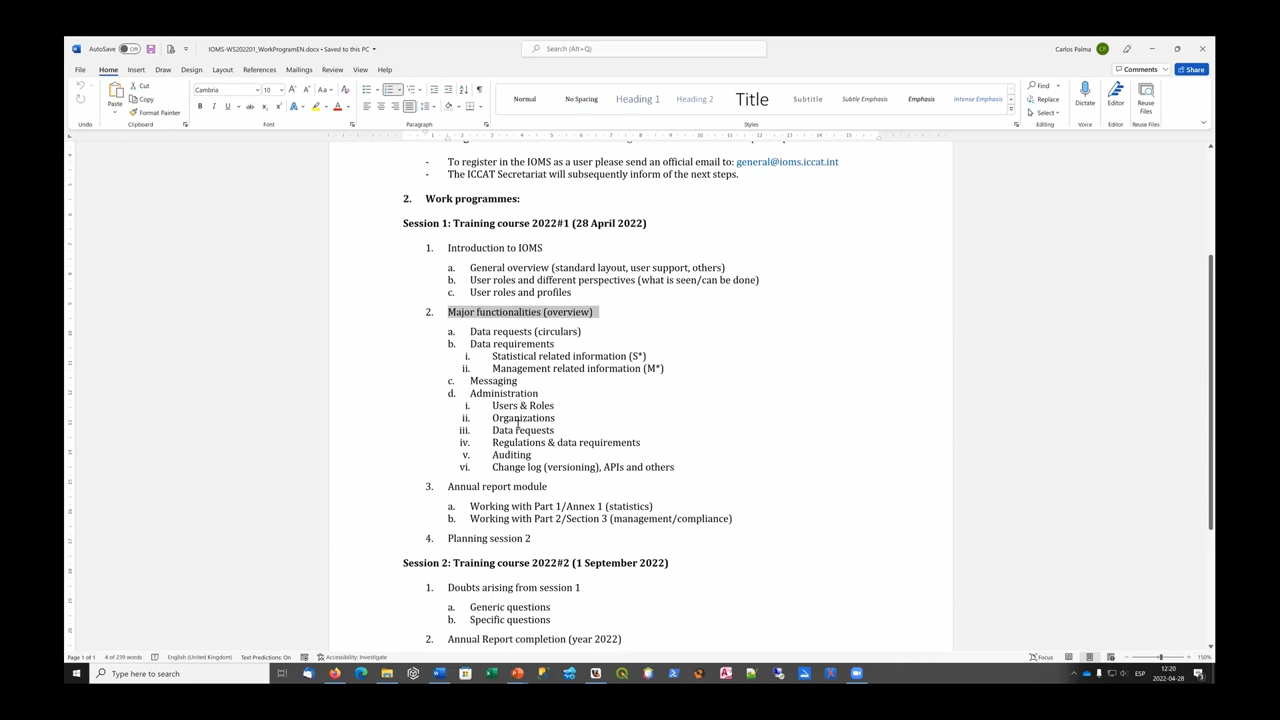 AutoSave Off IOMS-WS202201_WorkProgramEN.docx • Saved to this PC Search (Alt+Q) Carlos Palma CP
File Home Insert Draw Design Layout References Mailings Review View Help Comments Share
Cut
Copy
Format Painter
Paste
Cambria 10
Normal No Spacing Heading 1 Heading 2 Title Subtitle Subtle Emphasis Emphasis Intense Emphasis
Find
Replace
Select
Dictate Editor Reuse Files
Undo Clipboard Font Paragraph Styles Editing Voice Editor Reuse Files
- To register in the IOMS as a user please send an official email to: general@ioms.iccat.int
- The ICCAT Secretariat will subsequently inform of the next steps.
2. Work programmes:
Session 1: Training course 2022#1 (28 April 2022)
1. Introduction to IOMS
a. General overview (standard layout, user support, others)
b. User roles and different perspectives (what is seen/can be done)
c. User roles and profiles
2. Major functionalities (overview)
a. Data requests (circulars)
b. Data requirements
i. Statistical related information (S*)
ii. Management related information (M*)
c. Messaging
d. Administration
i. Users & Roles
ii. Organizations
iii. Data requests
iv. Regulations & data requirements
v. Auditing
vi. Change log (versioning), APIs and others
3. Annual report module
a. Working with Part 1/Annex 1 (statistics)
b. Working with Part 2/Section 3 (management/compliance)
4. Planning session 2
Session 2: Training course 2022#2 (1 September 2022)
1. Doubts arising from session 1
a. Generic questions
b. Specific questions
2. Annual Report completion (year 2022)
Page 1 of 1 4 of 239 words English (United Kingdom) Text Predictions: On Accessibility: Investigate Focus 150%
Type here to search ESP 12:20
2022-04-28